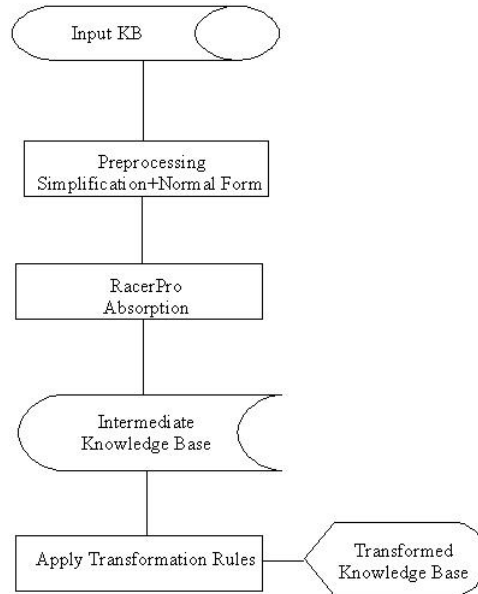 Input KB
Preprocessing
Simplification+Normal Form
RacerPro
Absorption
Intermediate
Knowledge Base
Apply Transformation Rules
Transformed
Knowledge Base